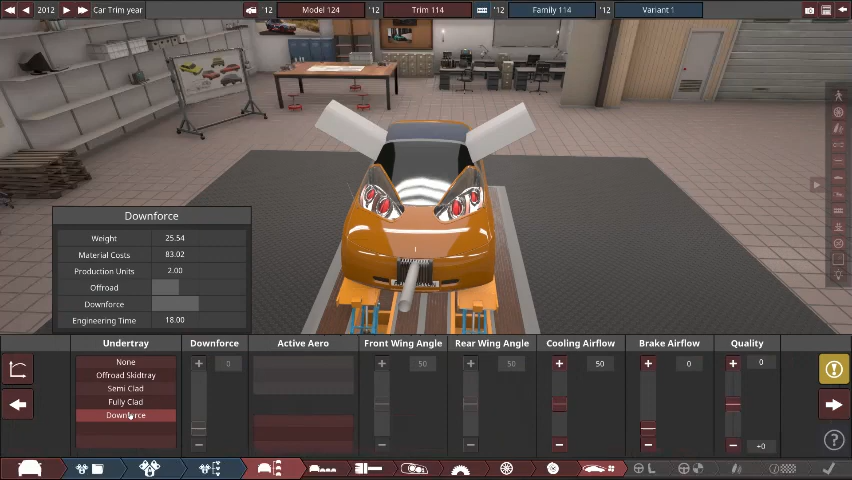 2012 Car Trim year '12 Model 124 '12 Trim 114 '12 Family 114 '12 Variant 1
Downforce
Weight 25.54
Material Costs 83.02
Production Units 2.00
Offroad
Downforce
Engineering Time 18.00
Undertray Downforce Active Aero Front Wing Angle Rear Wing Angle Cooling Airflow Brake Airflow Quality
None
Offroad Skidtray
Semi Clad
Fully Clad
Downforce
0 50 50 50 0 0
+0